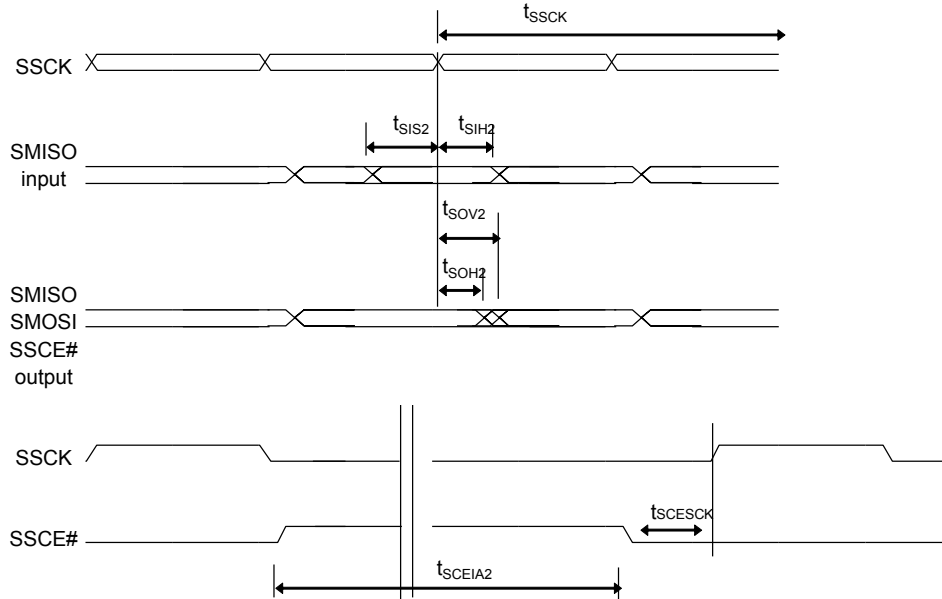 tSSCK
SSCK
tSIS2 tSIH2
SMISO
input
tSOV2
tSOH2
SMISO
SMOSI
SSCE#
output
SSCK
tSCESCK
SSCE#
tSCEIA2